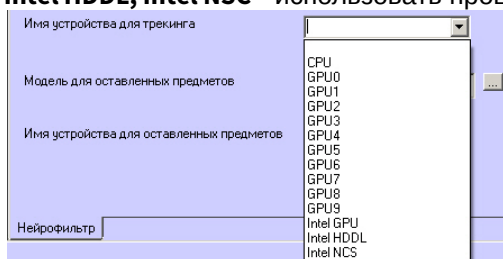 Intel HDDL, Intel NSC - использовать про
Имя устройства для трекинга
CPU
Модель для оставленных предметов
...
GPU0
GPU1
GPU2
GPU3
Имя устройства для оставленных предметов
GPU4
GPU5
GPU6
GPU7
GPU8
GPU9
Нейрофильтр
Intel GPU
Intel HDDL
Intel NCS